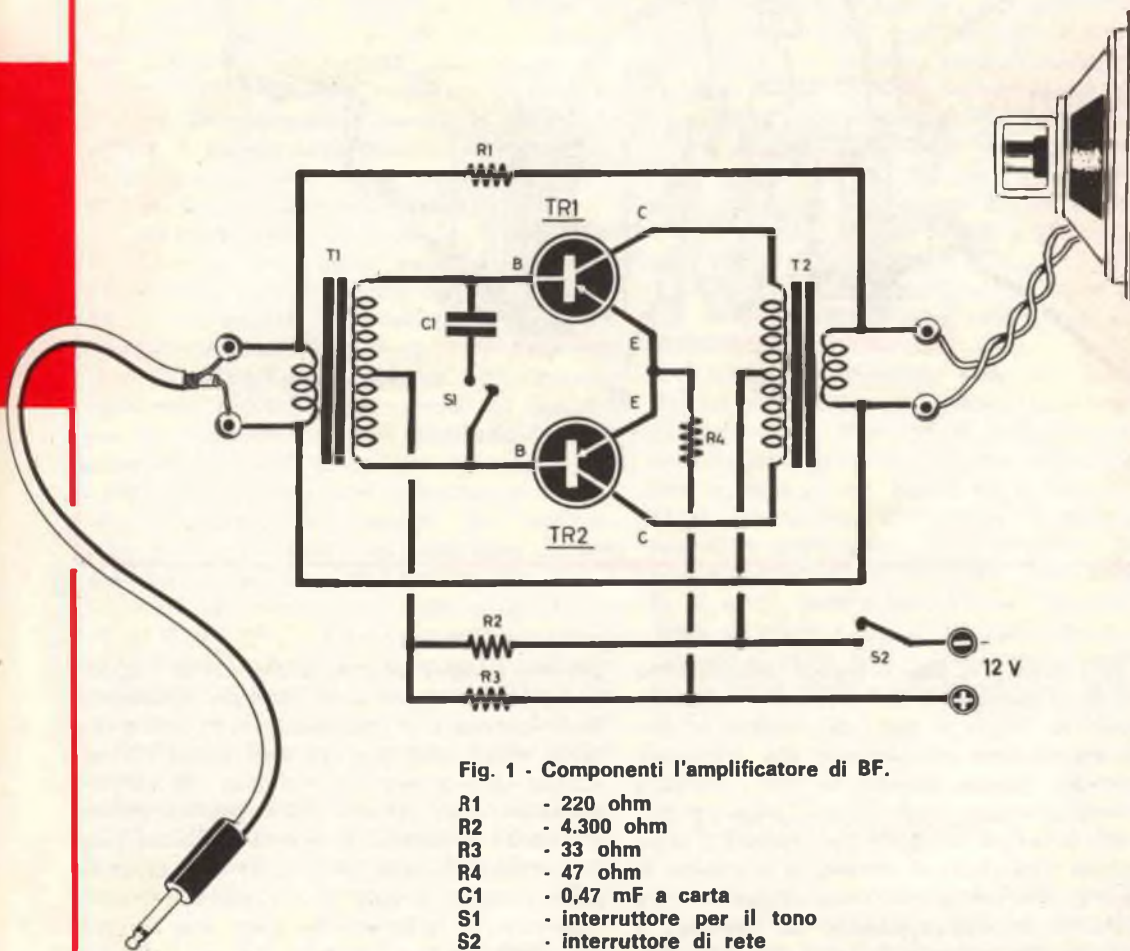 R1
TR1
C
T1
B
T2
C1
E
S1
E
R4
B
TR2
C
R2
S2
-
12 V
R3
+
Fig. 1 - Componenti l'amplificatore di BF.
R1 - 220 ohm
R2 - 4.300 ohm
R3 - 33 ohm
R4 - 47 ohm
C1 - 0,47 mF a carta
S1 - interruttore per il tono
S2 - interruttore di rete